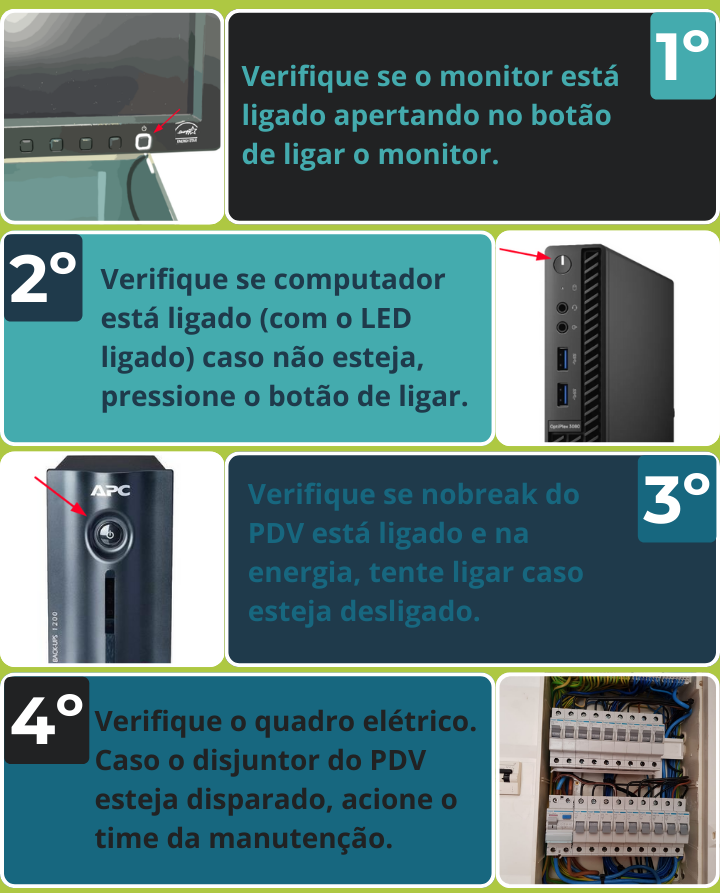 1º
Verifique se o monitor está
ligado apertando no botão
de ligar o monitor.
2º
Verifique se computador
está ligado (com o LED
ligado) caso não esteja,
pressione o botão de ligar.
OptiPlex 3080
APC
BACK-UPS 1200
3º
Verifique se nobreak do
PDV está ligado e na
energia, tente ligar caso
esteja desligado.
4º
Verifique o quadro elétrico.
Caso o disjuntor do PDV
esteja disparado, acione o
time da manutenção.